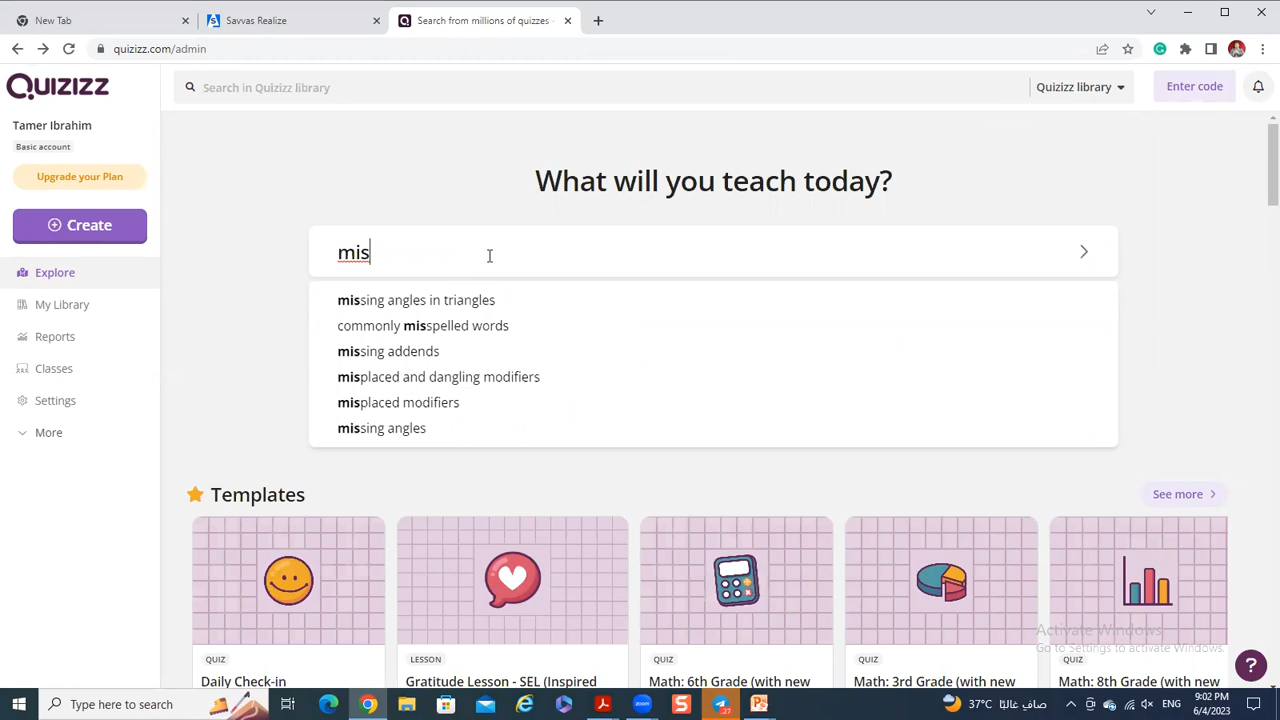 New Tab
Savvas Realize
Search from millions of quizzes -
quizizz.com/admin
Quizizz
Search in Quizizz library
Quizizz library
Enter code
Tamer Ibrahim
Basic account
Upgrade your Plan
Create
Explore
My Library
Reports
Classes
Settings
More
What will you teach today?
mis
missing angles in triangles
commonly misspelled words
missing addends
misplaced and dangling modifiers
misplaced modifiers
missing angles
Templates
See more
QUIZ
Daily Check-in
LESSON
Gratitude Lesson - SEL (Inspired
QUIZ
Math: 6th Grade (with new
QUIZ
Math: 3rd Grade (with new
QUIZ
Math: 8th Grade (with new
Activate Windows
Go to Settings to activate Windows.
?
Type here to search
zoom
27
37°C صافٍ غالبًا
ENG
9:02 PM
6/4/2023